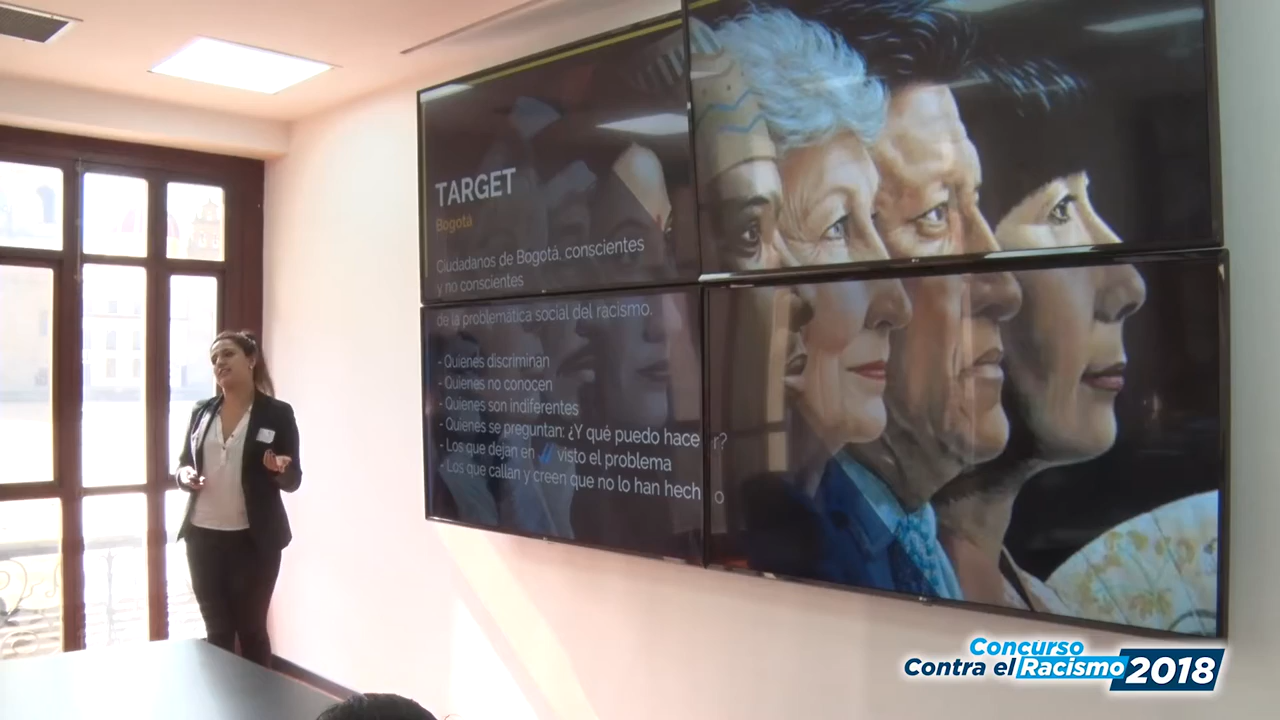 TARGET
Bogotá
Ciudadanos de Bogotá, conscientes
y no conscientes
de la problemática social del racismo.
- Quienes discriminan
- Quienes no conocen
- Quienes son indiferentes
- Quienes se preguntan: ¿Y qué puedo hacer?
- Los que dejan en visto el problema
- Los que callan y creen que no lo han hecho
Concurso
Contra el Racismo 2018